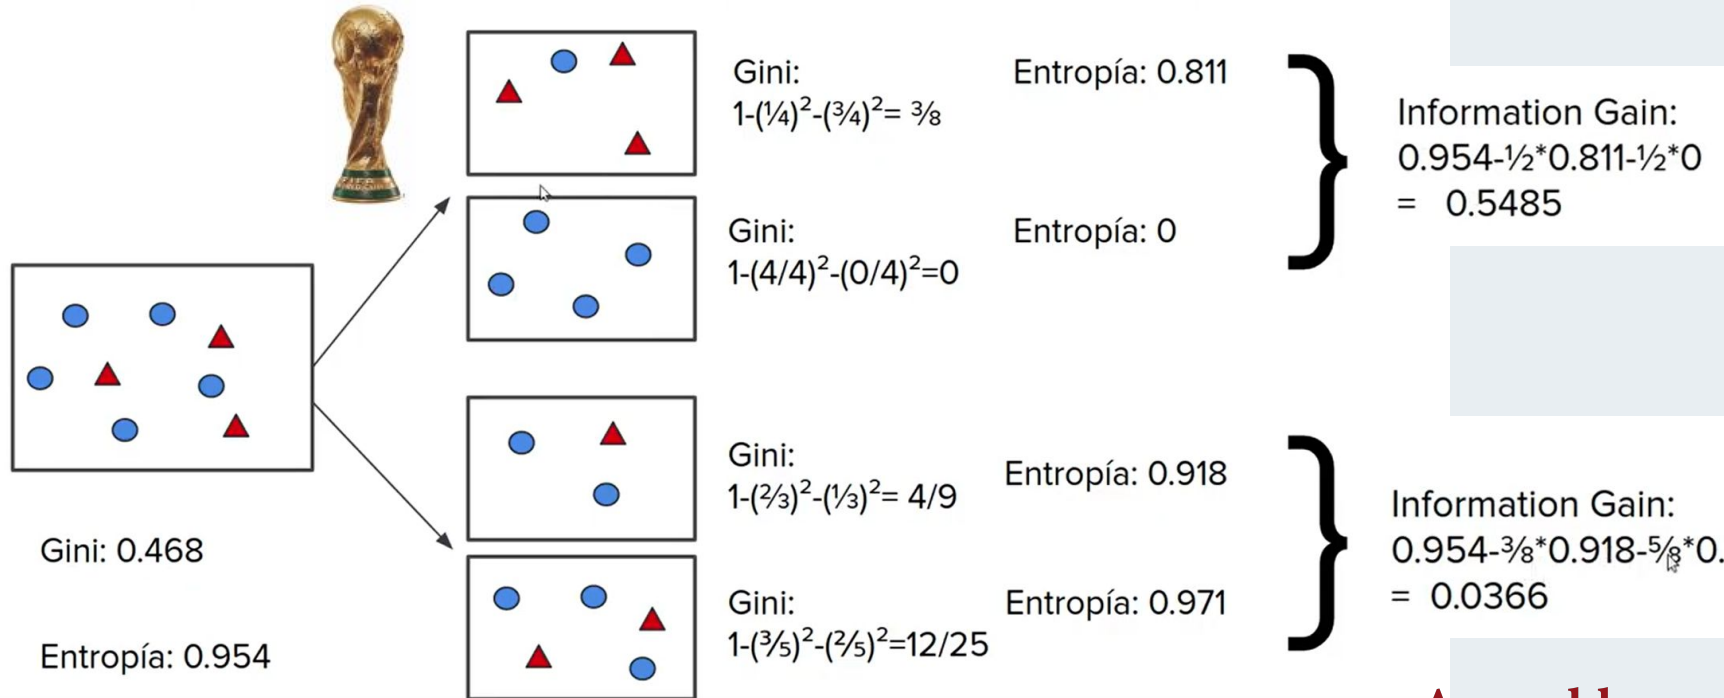 Gini:
1-(¼)²-(¾)²= ⅜
Entropía: 0.811
Information Gain:
0.954-½*0.811-½*0
= 0.5485
Gini:
1-(4/4)²-(0/4)²=0
Entropía: 0
Gini:
1-(⅔)²-(⅓)²= 4/9
Entropía: 0.918
Information Gain:
0.954-⅜*0.918-⅝*0.
= 0.0366
Gini:
1-(⅗)²-(⅖)²=12/25
Entropía: 0.971
Gini: 0.468
Entropía: 0.954